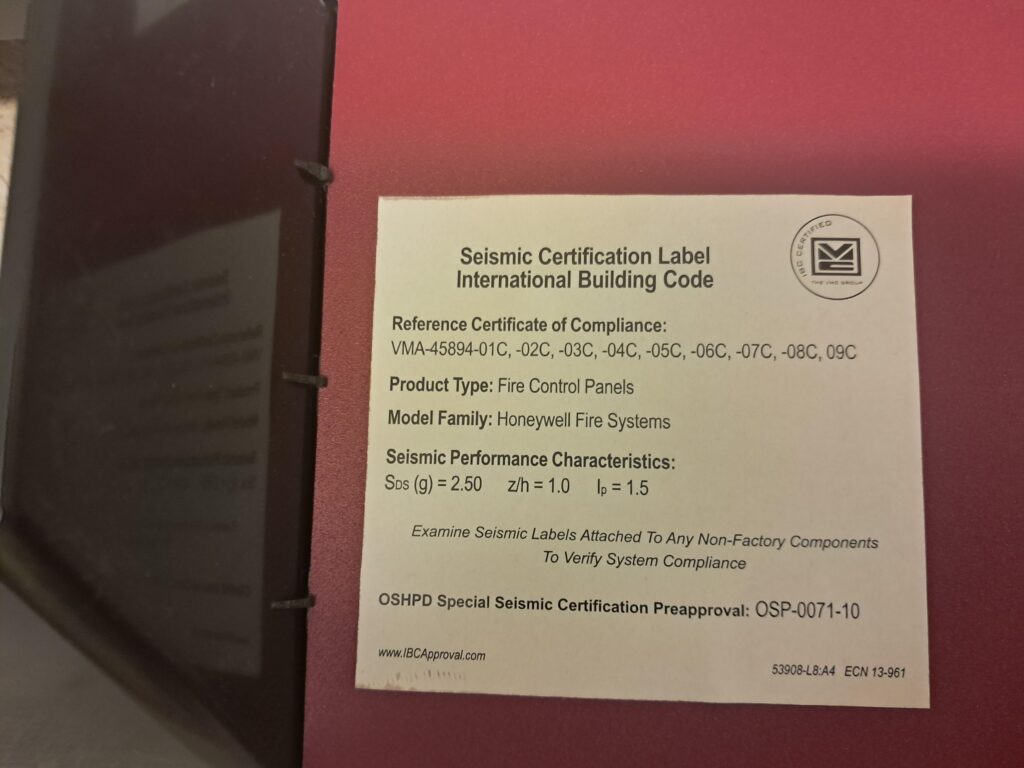 Seismic Certification Label
International Building Code
IBC CERTIFIED
VMC
THE VMC GROUP
Reference Certificate of Compliance:
VMA-45894-01C, -02C, -03C, -04C, -05C, -06C, -07C, -08C, 09C
Product Type: Fire Control Panels
Model Family: Honeywell Fire Systems
Seismic Performance Characteristics:
SDS (g) = 2.50 z/h = 1.0 Ip = 1.5
Examine Seismic Labels Attached To Any Non-Factory Components
To Verify System Compliance
OSHPD Special Seismic Certification Preapproval: OSP-0071-10
www.IBCApproval.com
53908-L8:A4 ECN 13-961